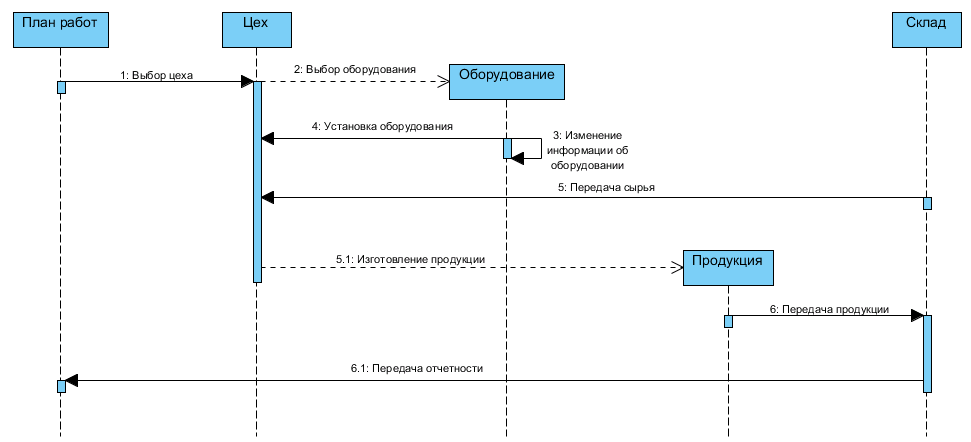 План работ
Цех
Склад
Оборудование
1: Выбор цеха
2: Выбор оборудования
4: Установка оборудования
3: Изменение
информации об
оборудовании
5: Передача сырья
5.1: Изготовление продукции
Продукция
6: Передача продукции
6.1: Передача отчетности